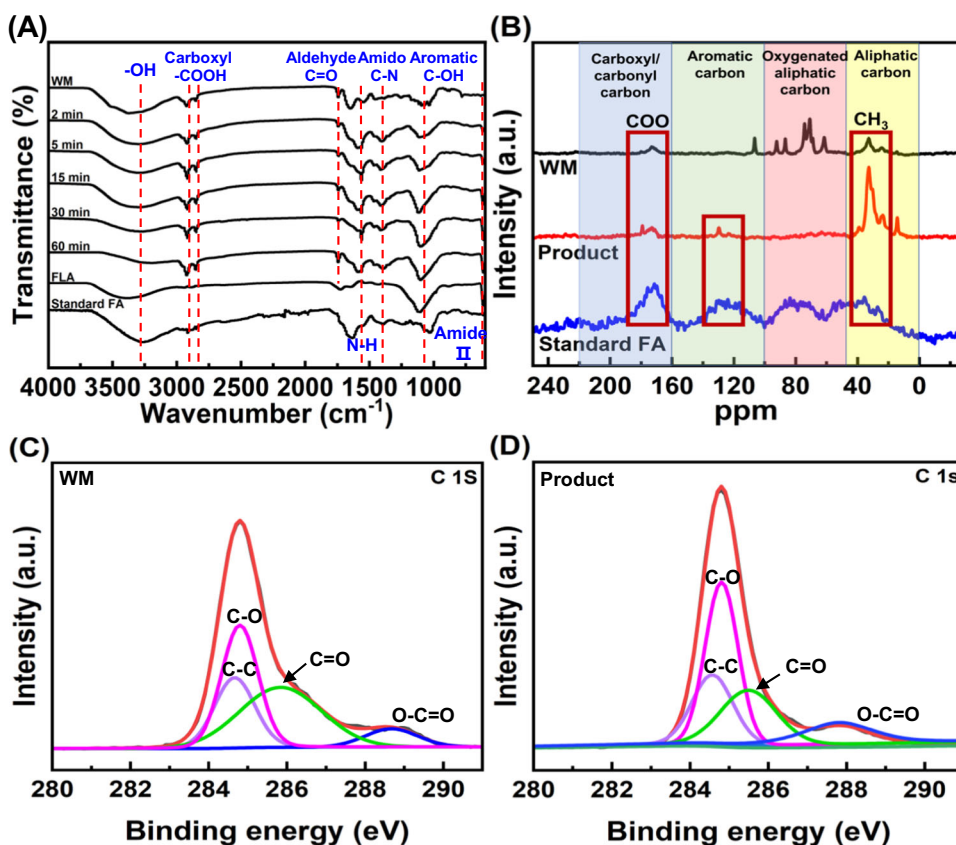 (A)
-OH
Carboxyl
-COOH
Aldehyde
C=O
Amido
C-N
Aromatic
C-OH
WM
2 min
5 min
15 min
30 min
60 min
FLA
Standard FA
N-H
Amide
II
Transmittance (%)
4000 3500 3000 2500 2000 1500 1000
Wavenumber (cm-1)
(B)
Carboxyl/
carbonyl
carbon
Aromatic
carbon
Oxygenated
aliphatic
carbon
Aliphatic
carbon
COO
CH3
WM
Product
Standard FA
Intensity (a.u.)
240 200 160 120 80 40 0
ppm
(C)
WM
C 1S
C-O
C-C
C=O
O-C=O
Intensity (a.u.)
280 282 284 286 288 290
Binding energy (eV)
(D)
Product
C 1s
C-O
C-C
C=O
O-C=O
Intensity (a.u.)
280 282 284 286 288 290
Binding energy (eV)